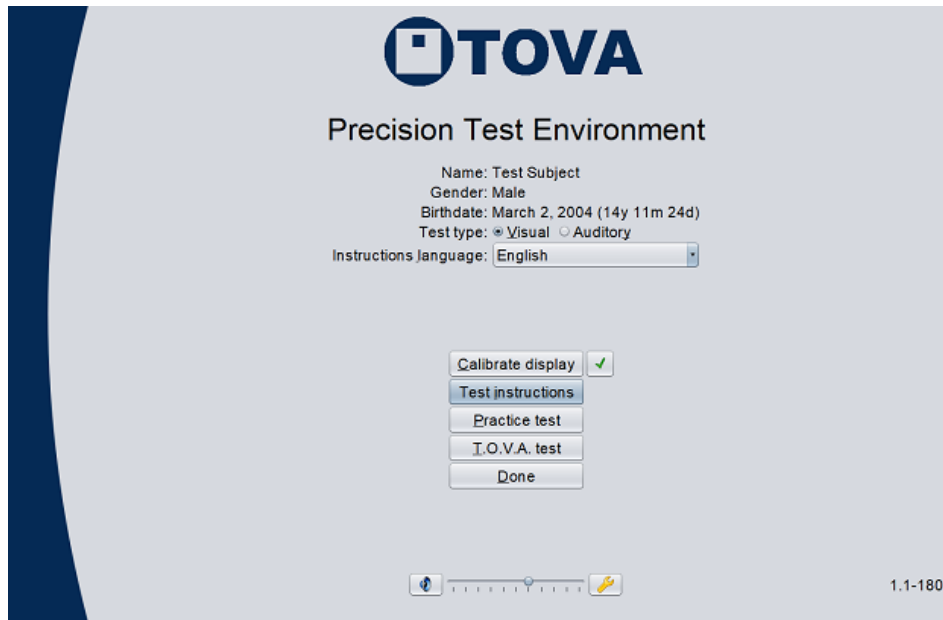 TOVA
Precision Test Environment
Name: Test Subject
Gender: Male
Birthdate: March 2, 2004 (14y 11m 24d)
Test type: Visual Auditory
Instructions language: English
Calibrate display
Test instructions
Practice test
T.O.V.A. test
Done
1.1-180